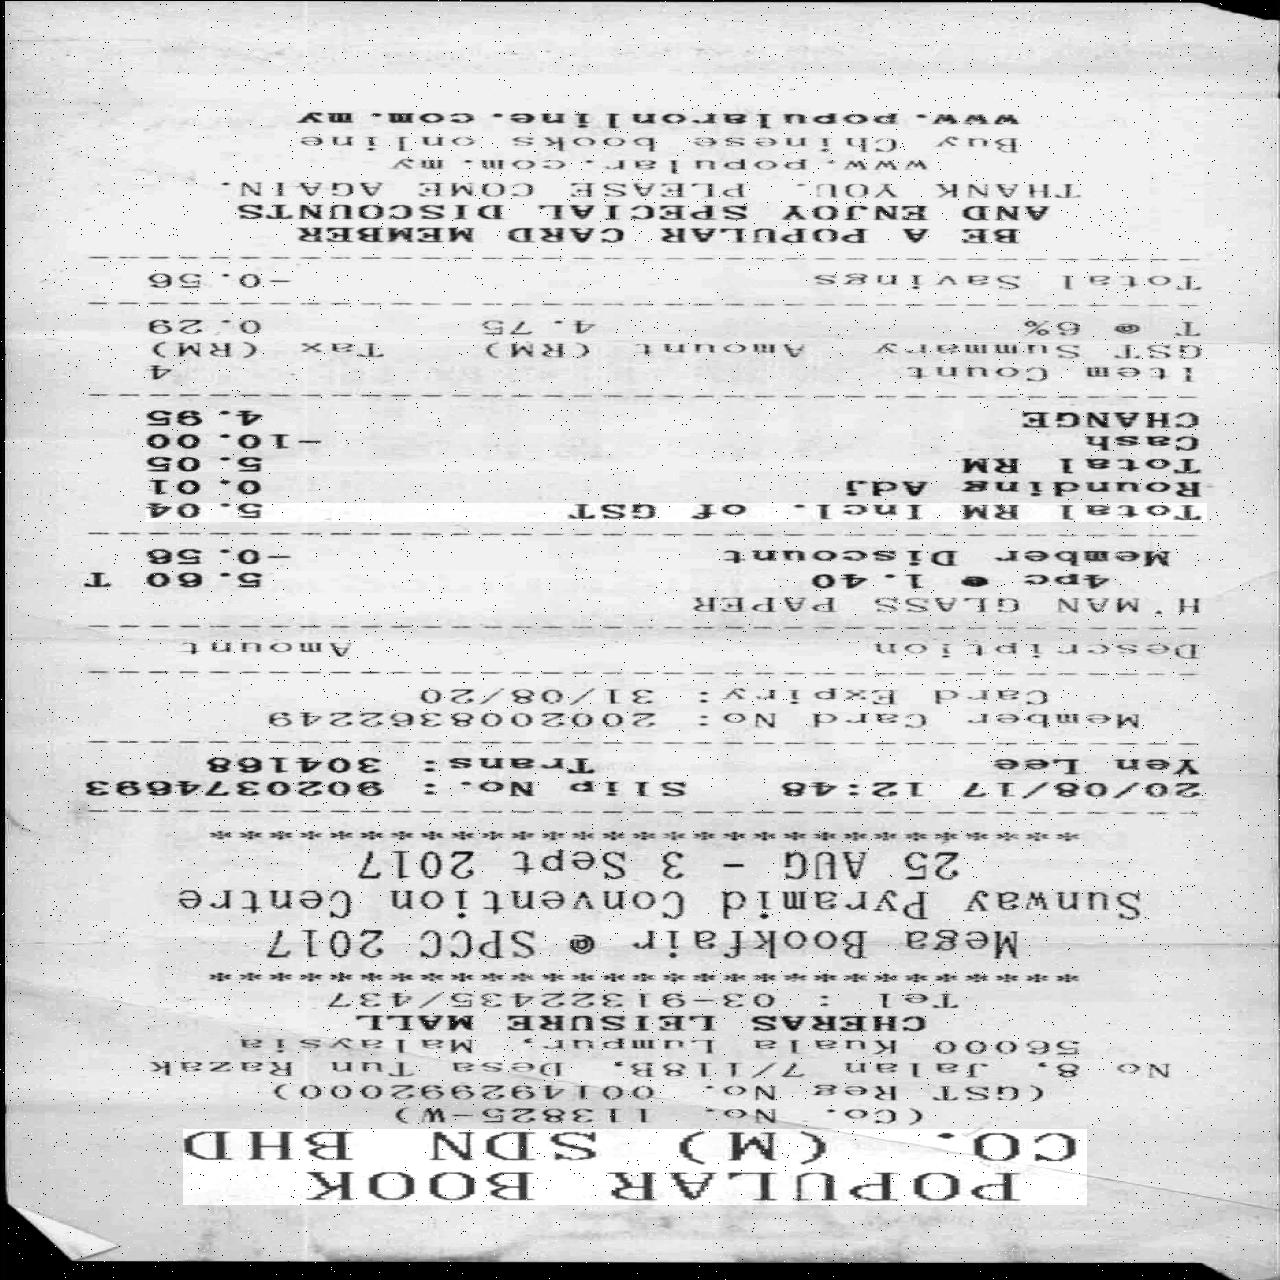 POPULAR BOOK
CO. (M) SDN BHD
(Co. No. 113825-W)
(GST Reg No. 001492992000)
No 8, Jalan 7/118B, Desa Tun Razak
56000 Kuala Lumpur, Malaysia
CHERAS LEISURE MALL
Tel : 03-91322435/437
*****************************
Mega Bookfair @ SPCC 2017
Sunway Pyramid Convention Centre
25 AUG - 3 Sept 2017
*****************************
20/08/17 12:48 Slip No.: 9020374693
Yen Lee Trans: 304168
Member Card No: 2002008362249
Card Expiry: 31/08/20
Description Amount
H'MAN GLASS PAPER
4pc @ 1.40 5.60 T
Member Discount -0.56
Total RM Incl. of GST 5.04
Rounding Adj 0.01
Total RM 5.05
Cash -10.00
CHANGE 4.95
Item Count 4
GST Summary Amount (RM) Tax (RM)
T @ 6% 4.75 0.29
Total Savings -0.56
BE A POPULAR CARD MEMBER
AND ENJOY SPECIAL DISCOUNTS
THANK YOU. PLEASE COME AGAIN.
www.popular.com.my
Buy Chinese books online
www.popularonline.com.my